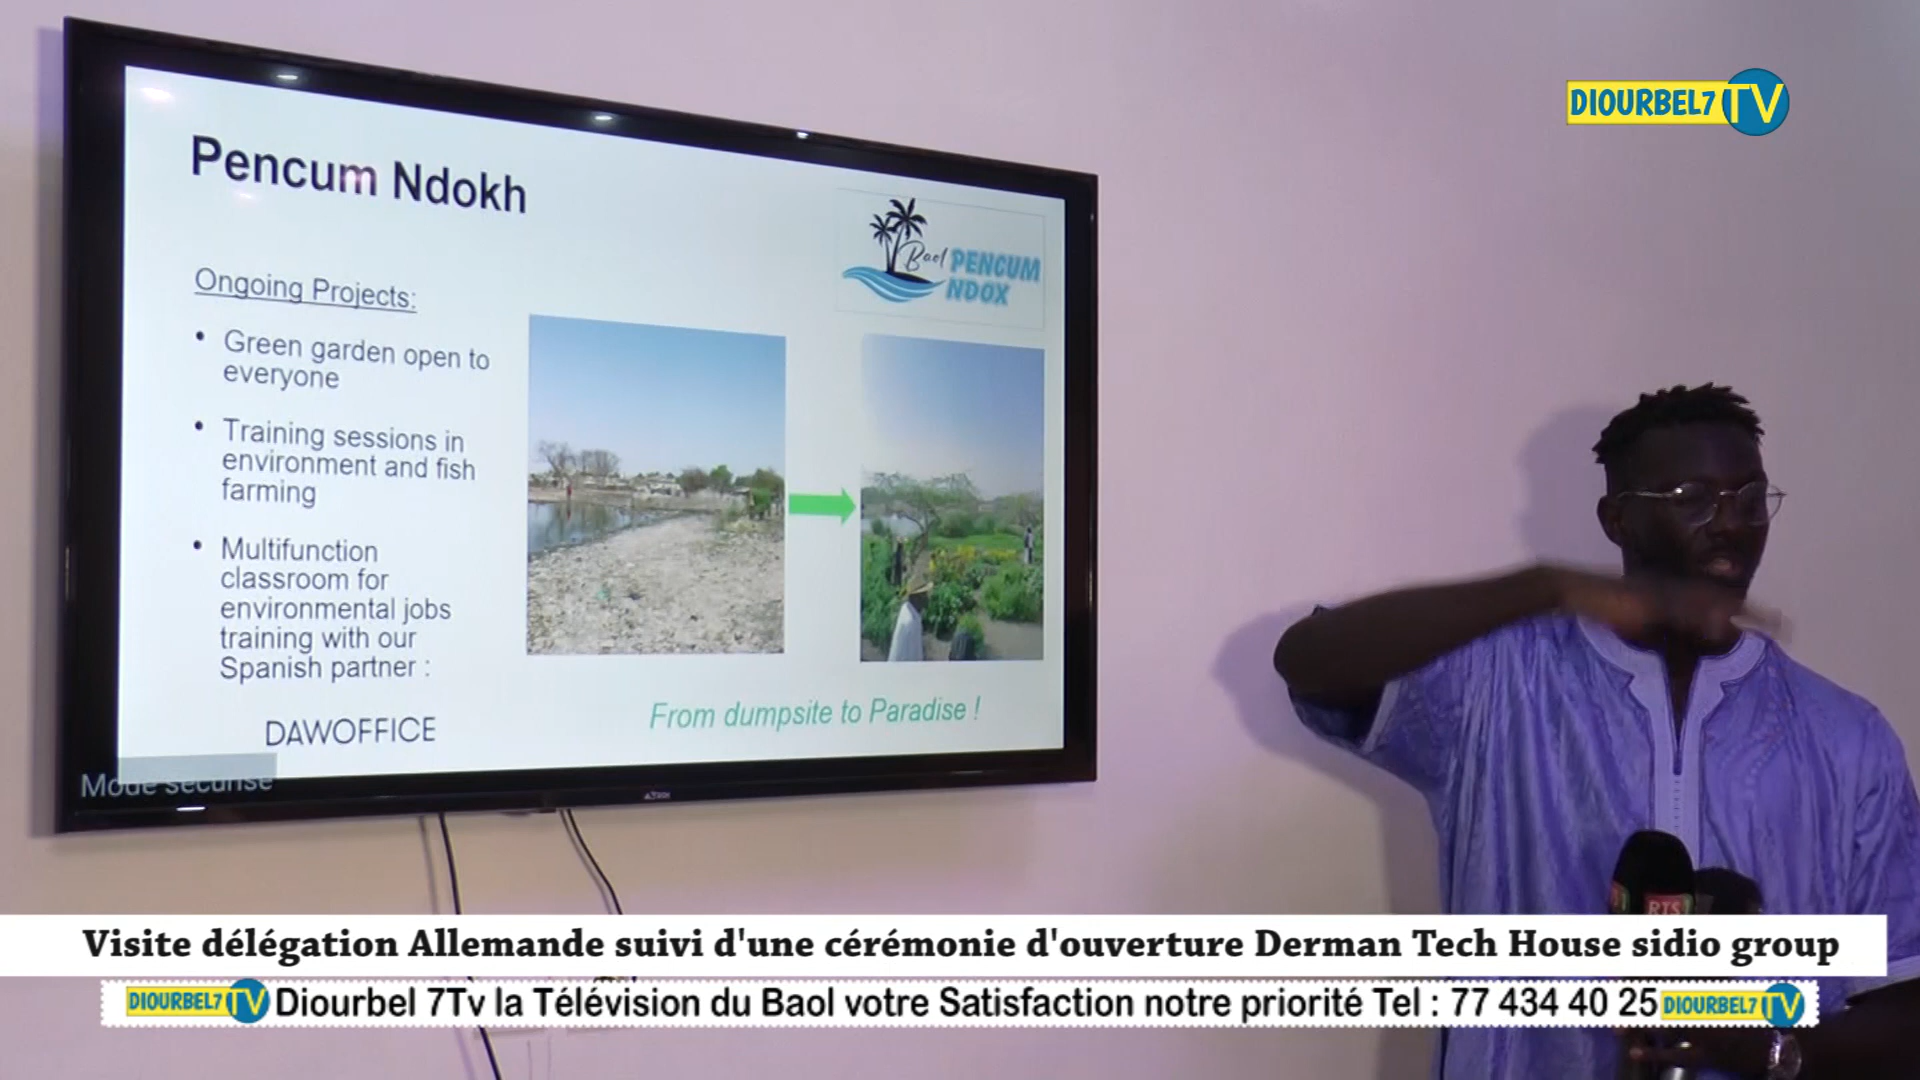 DIOURBEL7 TV
Pencum Ndokh
Baol PENCUM
NDOX
Ongoing Projects:
• Green garden open to
everyone
• Training sessions in
environment and fish
farming
• Multifunction
classroom for
environmental jobs
training with our
Spanish partner :
DAWOFFICE
From dumpsite to Paradise !
Mode sécurisé
RTS1
Visite délégation Allemande suivi d'une cérémonie d'ouverture Derman Tech House sidio group
DIOURBEL7 TV Diourbel 7Tv la Télévision du Baol votre Satisfaction notre priorité Tel : 77 434 40 25 DIOURBEL7 TV